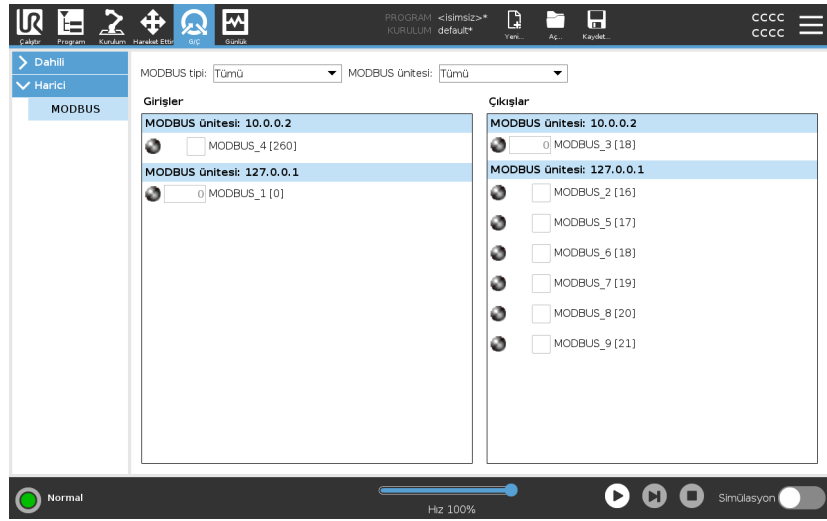 UR
PROGRAM <isimsiz>*
KURULUM default*
cccc
cccc
Çalıştır Program Kurulum Hareket Ettir G/Ç Günlük Yeni... Aç... Kaydet...
Dahili
Harici
MODBUS
MODBUS tipi: Tümü MODBUS ünitesi: Tümü
Girişler
MODBUS ünitesi: 10.0.0.2
MODBUS_4 [260]
MODBUS ünitesi: 127.0.0.1
0 MODBUS_1 [0]
Çıkışlar
MODBUS ünitesi: 10.0.0.2
0 MODBUS_3 [18]
MODBUS ünitesi: 127.0.0.1
MODBUS_2 [16]
MODBUS_5 [17]
MODBUS_6 [18]
MODBUS_7 [19]
MODBUS_8 [20]
MODBUS_9 [21]
Normal
Hız 100%
Simülasyon